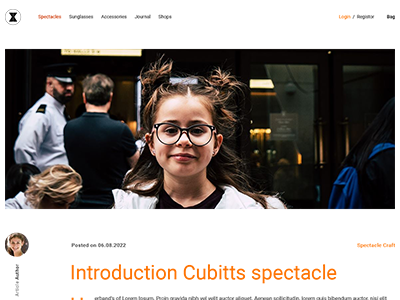 Spectacles Sunglasses Accessories Journal Shops Login / Register Bag
Posted on 06.08.2022 Spectacle Craft
Introduction Cubitts spectacle
Article Author
erband's of Lorem Ipsum. Proin gravida nibh vel velit auctor aliquet. Aenean sollicitudin, lorem quis bibendum auctor, nisi elit